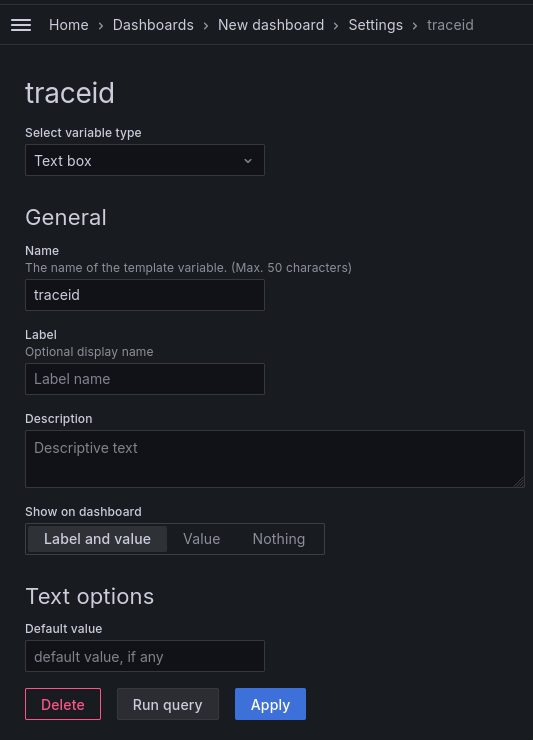 Home › Dashboards › New dashboard › Settings › traceid
traceid
Select variable type
Text box
General
Name
The name of the template variable. (Max. 50 characters)
traceid
Label
Optional display name
Label name
Description
Descriptive text
Show on dashboard
Label and value Value Nothing
Text options
Default value
default value, if any
Delete Run query Apply